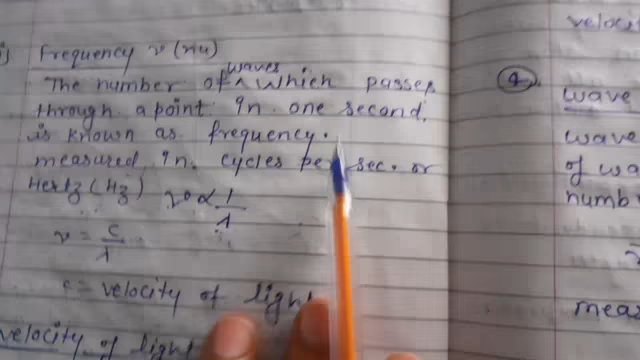 Frequency ν (nu)
waves
The number of ^ which passes
through a point in one second.
is known as frequency.
measured in cycles per sec. or
Hertz (Hz) ν ∝ 1/λ
ν = c/λ
c = velocity of light
velocity of light
velocity
wave
wave
of wa
numb
meas